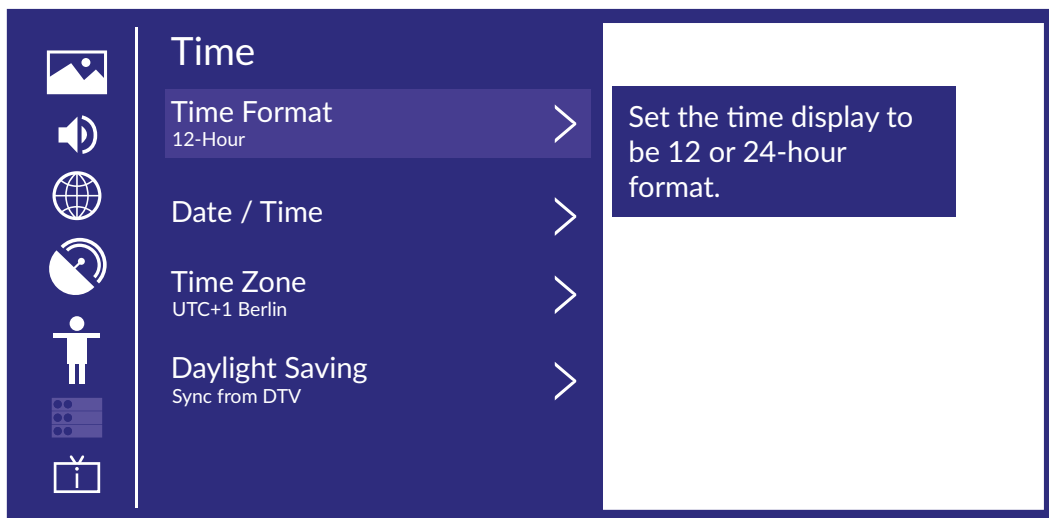 Time
Time Format
12-Hour
Date / Time
Time Zone
UTC+1 Berlin
Daylight Saving
Sync from DTV
Set the time display to
be 12 or 24-hour
format.
i